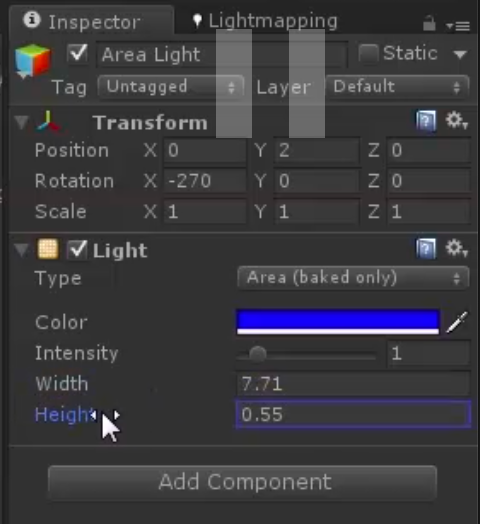 Inspector Lightmapping
Area Light Static
Tag Untagged Layer Default
Transform
Position X 0 Y 2 Z 0
Rotation X -270 Y 0 Z 0
Scale X 1 Y 1 Z 1
Light
Type Area (baked only)
Color
Intensity 1
Width 7.71
Height 0.55
Add Component